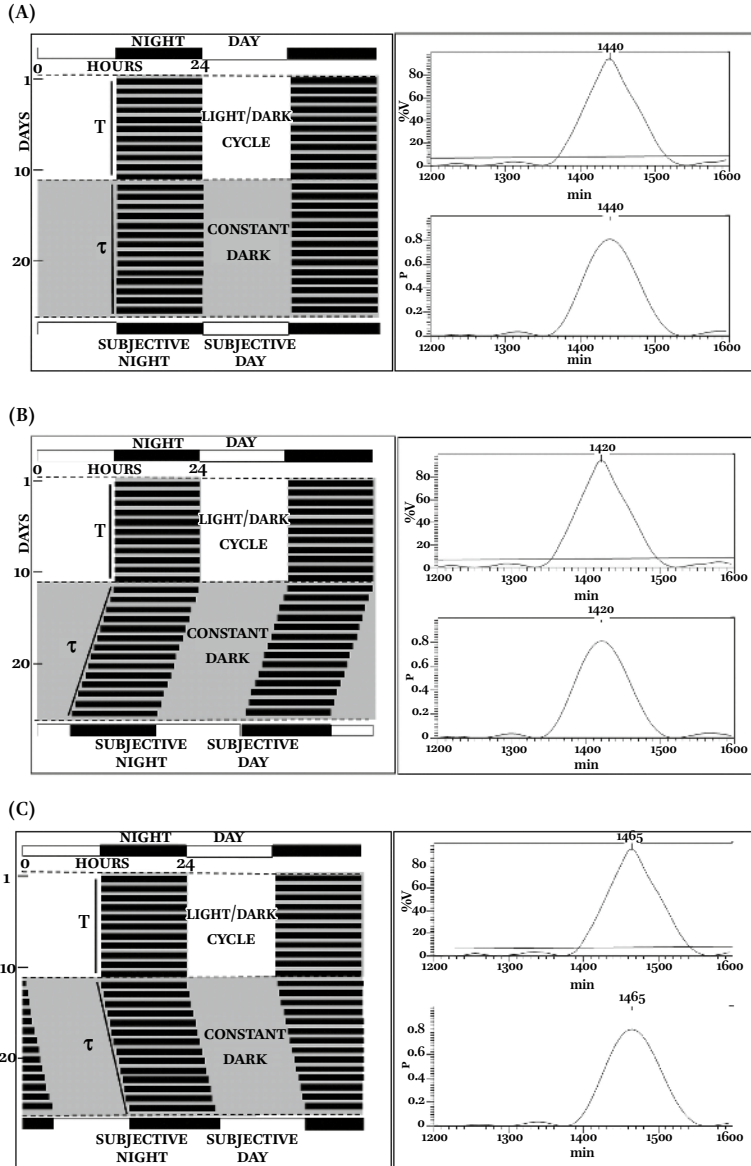 (A)
NIGHT DAY
0 HOURS 24
1
DAYS
T
LIGHT/DARK
CYCLE
10
CONSTANT
DARK
τ
20
SUBJECTIVE SUBJECTIVE
NIGHT DAY
1440
%V
80
60
40
20
0
1200 1300 1400 1500 1600
min
1440
P
0.8
0.6
0.4
0.2
0
1200 1300 1400 1500 1600
min
(B)
NIGHT DAY
0 HOURS 24
1
DAYS
T
LIGHT/DARK
CYCLE
10
CONSTANT
DARK
τ
20
SUBJECTIVE SUBJECTIVE
NIGHT DAY
1420
%V
80
60
40
20
0
1200 1300 1400 1500 1600
min
1420
P
0.8
0.6
0.4
0.2
0
1200 1300 1400 1500 1600
min
(C)
NIGHT DAY
0 HOURS 24
1
T
LIGHT/DARK
CYCLE
10
CONSTANT
DARK
τ
20
SUBJECTIVE SUBJECTIVE
NIGHT DAY
1465
%V
80
60
40
20
0
1200 1300 1400 1500 1600
min
1465
P
0.8
0.6
0.4
0.2
0
1200 1300 1400 1500 1600
min